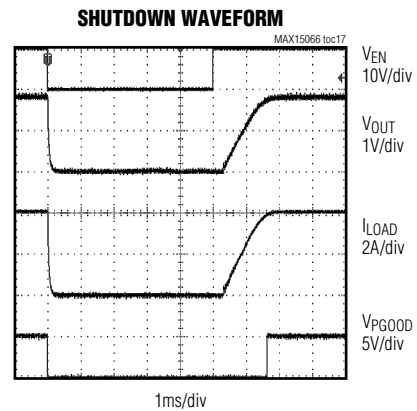 SHUTDOWN WAVEFORM
MAX15066 toc17
VEN
10V/div
VOUT
1V/div
ILOAD
2A/div
VPGOOD
5V/div
1ms/div